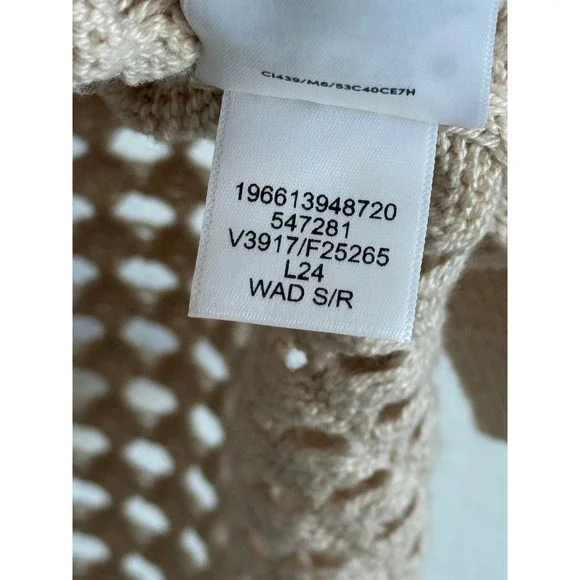 CI439/M6/53C40CE7H
196613948720
547281
V3917/F25265
L24
WAD S/R